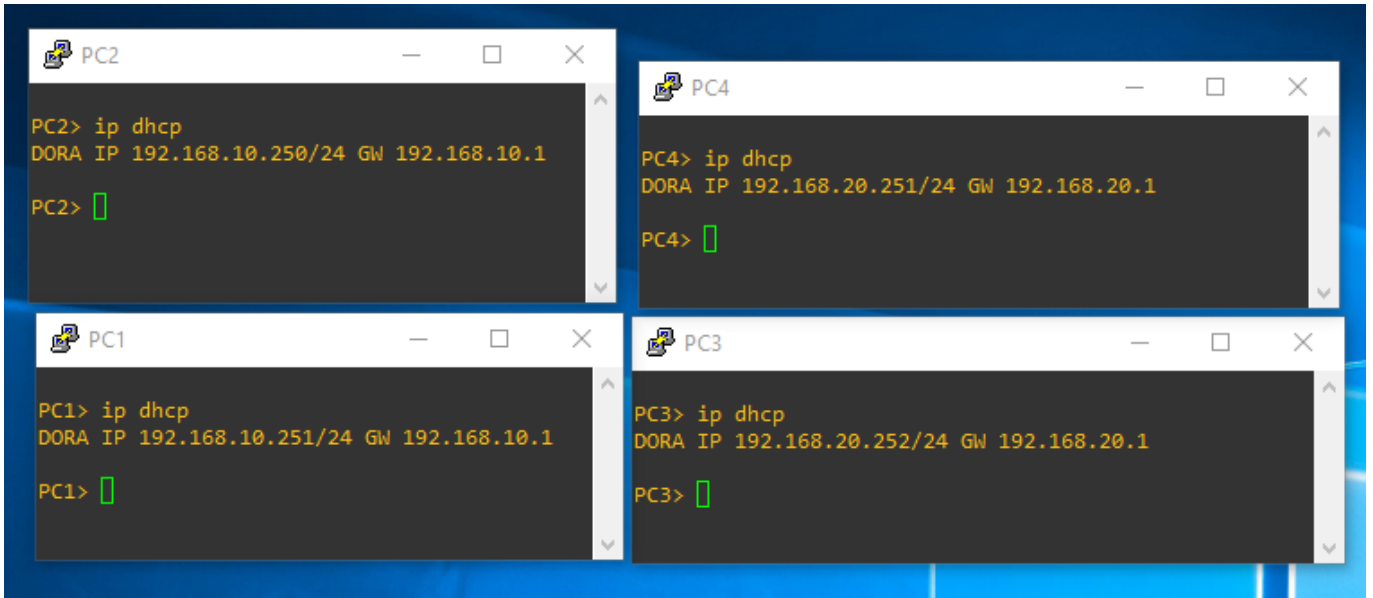 PC2
PC2> ip dhcp
DORA IP 192.168.10.250/24 GW 192.168.10.1
PC2>
PC4
PC4> ip dhcp
DORA IP 192.168.20.251/24 GW 192.168.20.1
PC4>
PC1
PC1> ip dhcp
DORA IP 192.168.10.251/24 GW 192.168.10.1
PC1>
PC3
PC3> ip dhcp
DORA IP 192.168.20.252/24 GW 192.168.20.1
PC3>